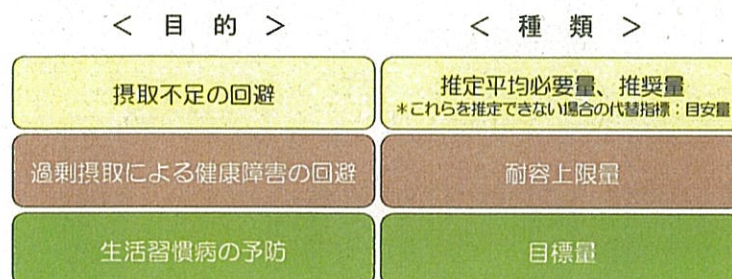 ＜ 目 的 ＞
＜ 種 類 ＞
摂取不足の回避
推定平均必要量、推奨量
＊これらを推定できない場合の代替指標：目安量
過剰摂取による健康障害の回避
耐容上限量
生活習慣病の予防
目標量